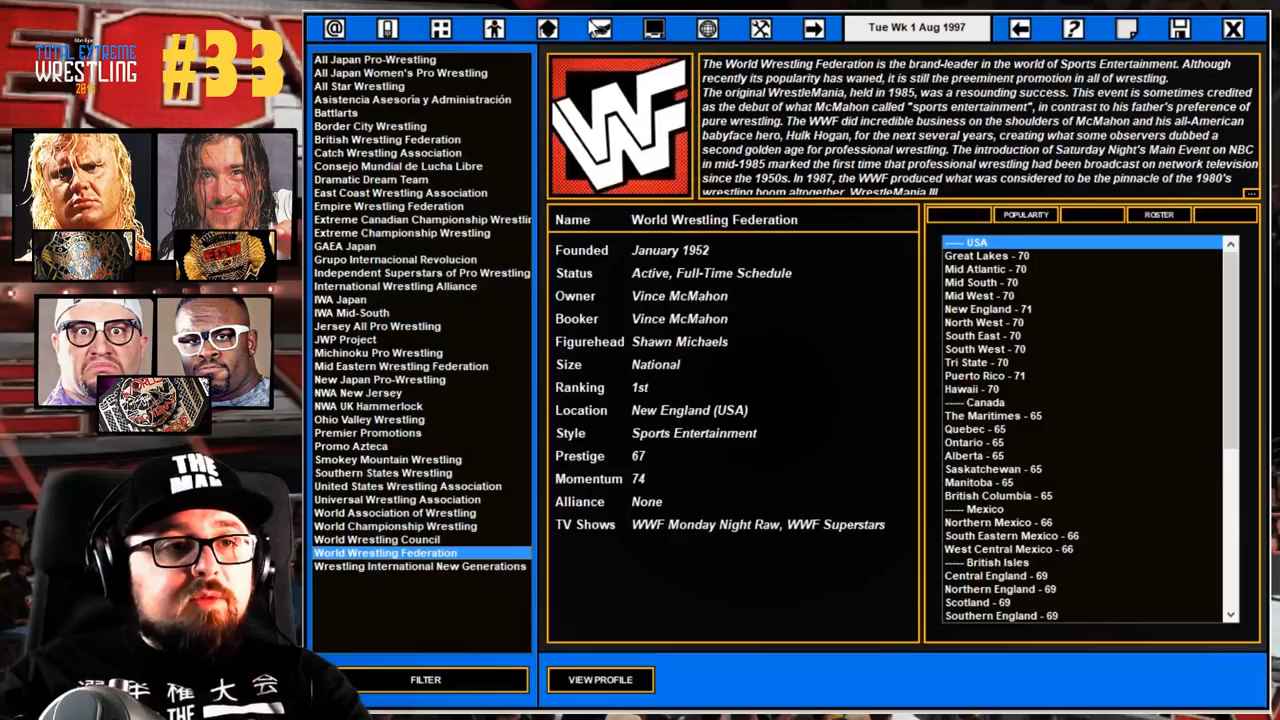 Adam Ryland's
TOTAL EXTREME
WRESTLING
2016
#33
Tue Wk 1 Aug 1997
All Japan Pro-Wrestling
All Japan Women's Pro Wrestling
All Star Wrestling
Asistencia Asesoría y Administración
Battlarts
Border City Wrestling
British Wrestling Federation
Catch Wrestling Association
Consejo Mundial de Lucha Libre
Dramatic Dream Team
East Coast Wrestling Association
Empire Wrestling Federation
Extreme Canadian Championship Wrestlin
Extreme Championship Wrestling
GAEA Japan
Grupo Internacional Revolucion
Independent Superstars of Pro Wrestling
International Wrestling Alliance
IWA Japan
IWA Mid-South
Jersey All Pro Wrestling
JWP Project
Michinoku Pro Wrestling
Mid Eastern Wrestling Federation
New Japan Pro-Wrestling
NWA New Jersey
NWA UK Hammerlock
Ohio Valley Wrestling
Premier Promotions
Promo Azteca
Smokey Mountain Wrestling
Southern States Wrestling
United States Wrestling Association
Universal Wrestling Association
World Association of Wrestling
World Championship Wrestling
World Wrestling Council
World Wrestling Federation
Wrestling International New Generations
FILTER
WWF
The World Wrestling Federation is the brand-leader in the world of Sports Entertainment. Although
recently its popularity has waned, it is still the preeminent promotion in all of wrestling.
The original WrestleMania, held in 1985, was a resounding success. This event is sometimes credited
as the debut of what McMahon called "sports entertainment", in contrast to his father's preference of
pure wrestling. The WWF did incredible business on the shoulders of McMahon and his all-American
babyface hero, Hulk Hogan, for the next several years, creating what some observers dubbed a
second golden age for professional wrestling. The introduction of Saturday Night's Main Event on NBC
in mid-1985 marked the first time that professional wrestling had been broadcast on network television
since the 1950s. In 1987, the WWF produced what was considered to be the pinnacle of the 1980's
wrestling boom altogether, WrestleMania III
...
Name World Wrestling Federation
Founded January 1952
Status Active, Full-Time Schedule
Owner Vince McMahon
Booker Vince McMahon
Figurehead Shawn Michaels
Size National
Ranking 1st
Location New England (USA)
Style Sports Entertainment
Prestige 67
Momentum 74
Alliance None
TV Shows WWF Monday Night Raw, WWF Superstars
VIEW PROFILE
POPULARITY
ROSTER
----- USA
Great Lakes - 70
Mid Atlantic - 70
Mid South - 70
Mid West - 70
New England - 71
North West - 70
South East - 70
South West - 70
Tri State - 70
Puerto Rico - 71
Hawaii - 70
----- Canada
The Maritimes - 65
Quebec - 65
Ontario - 65
Alberta - 65
Saskatchewan - 65
Manitoba - 65
British Columbia - 65
----- Mexico
Northern Mexico - 66
South Eastern Mexico - 66
West Central Mexico - 66
----- British Isles
Central England - 69
Northern England - 69
Scotland - 69
Southern England - 69
THE
MAN
選手権大会
THE